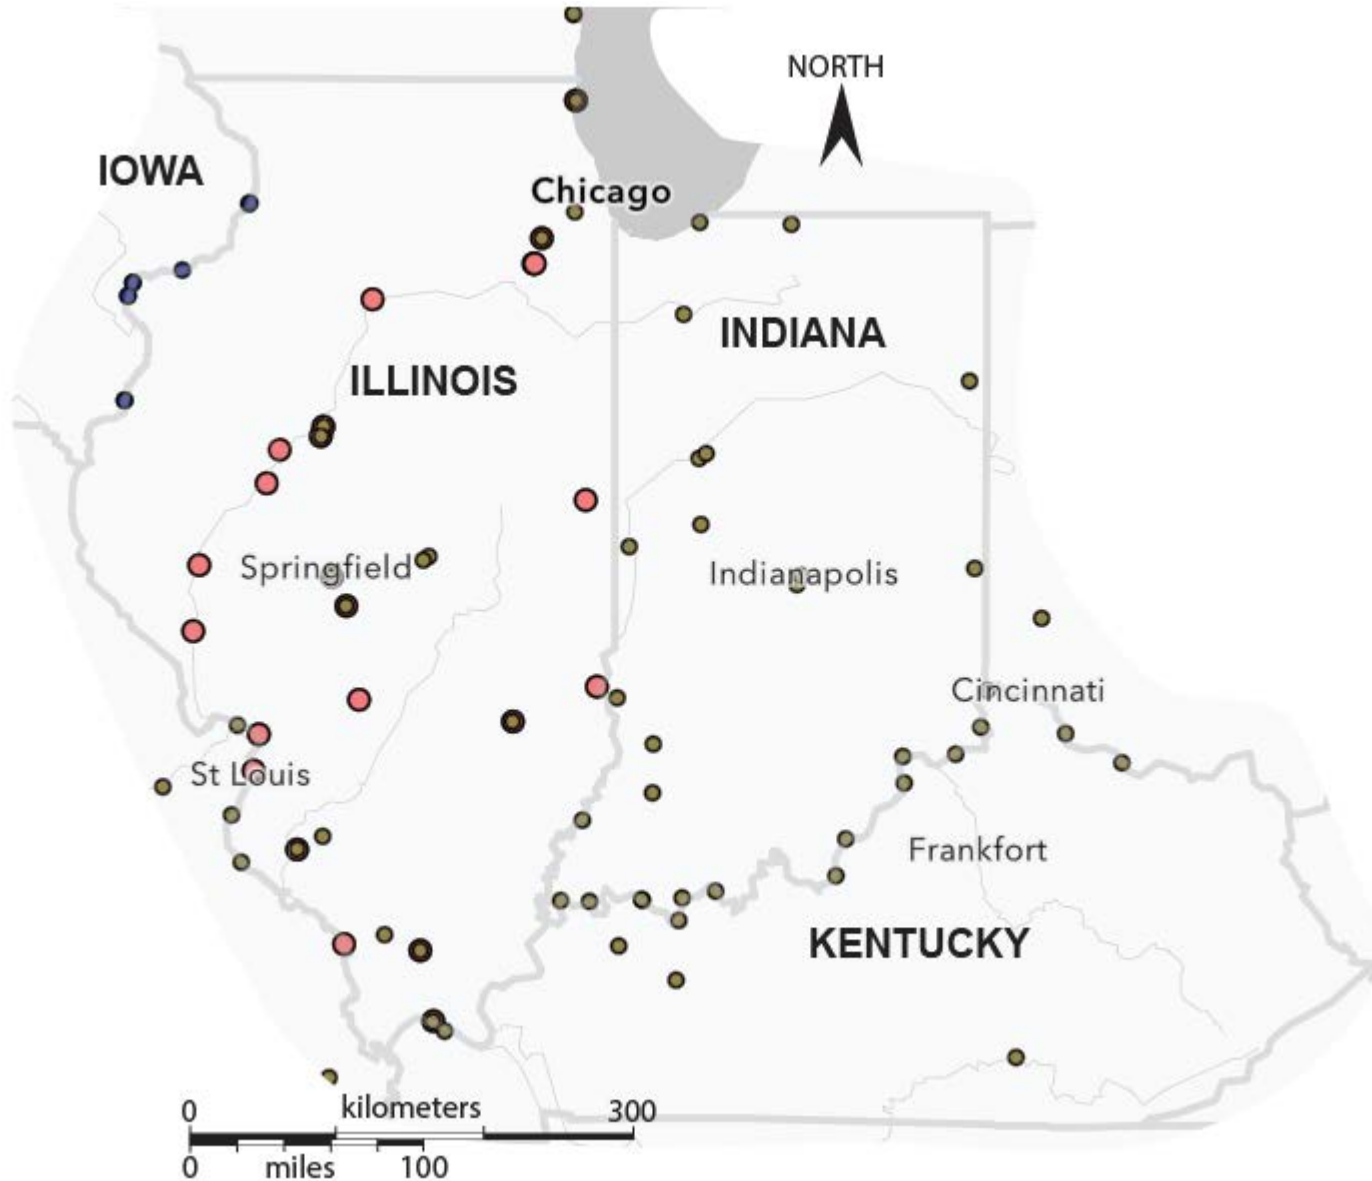 NORTH
IOWA
Chicago
INDIANA
ILLINOIS
Springfield
Indianapolis
Cincinnati
St Louis
Frankfort
KENTUCKY
0 kilometers 300
0 miles 100